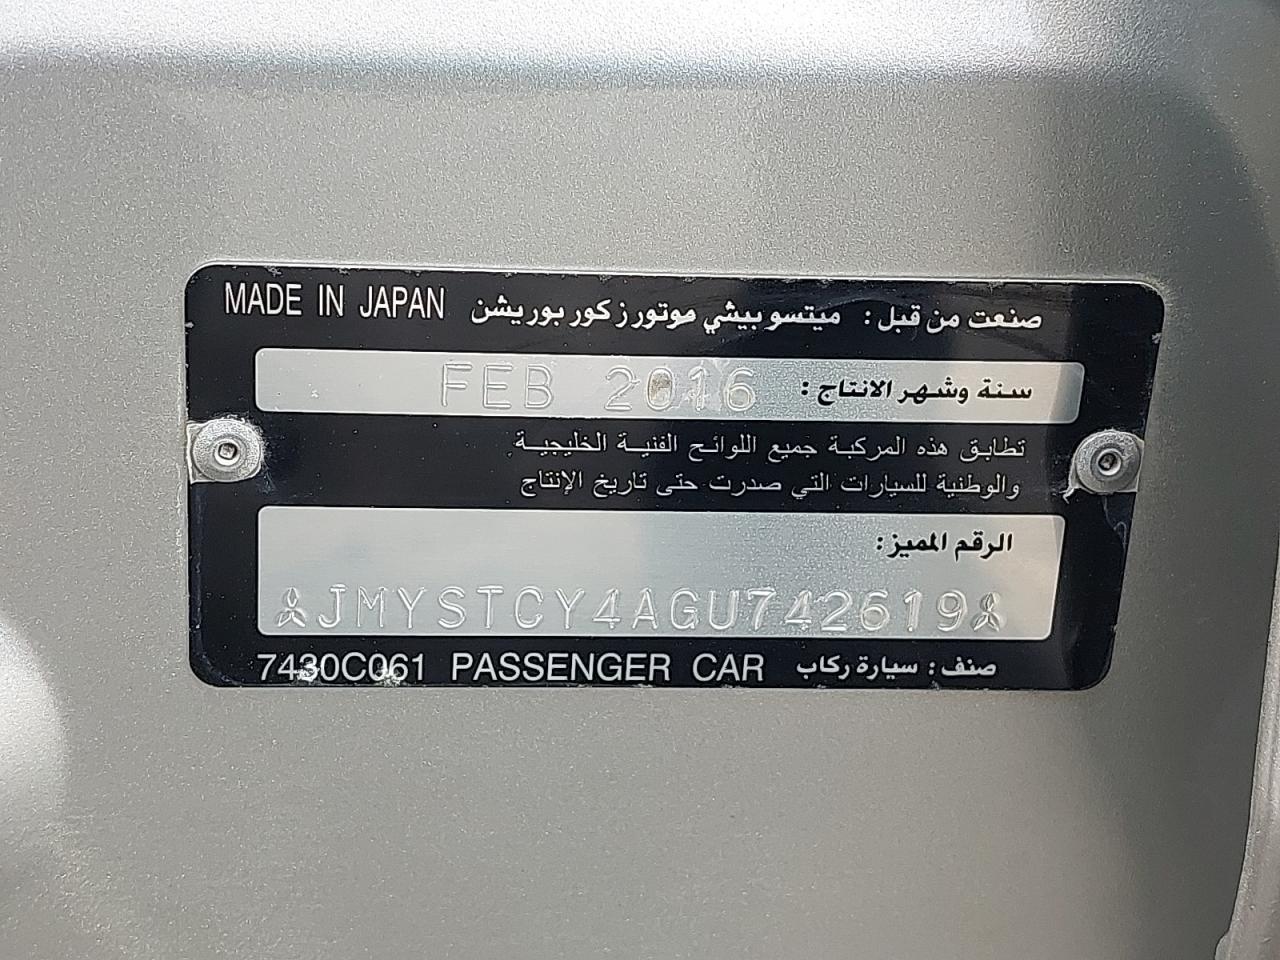 MADE IN JAPAN صنعت من قبل : ميتسوبيشي موتورز كوربوريشن
سنة وشهر الانتاج : FEB 2016
تطابق هذه المركبة جميع اللوائح الفنية الخليجية
والوطنية للسيارات التي صدرت حتى تاريخ الإنتاج
الرقم المميز:
JMYSTCY4AGU742619
7430C061 PASSENGER CAR صنف : سيارة ركاب